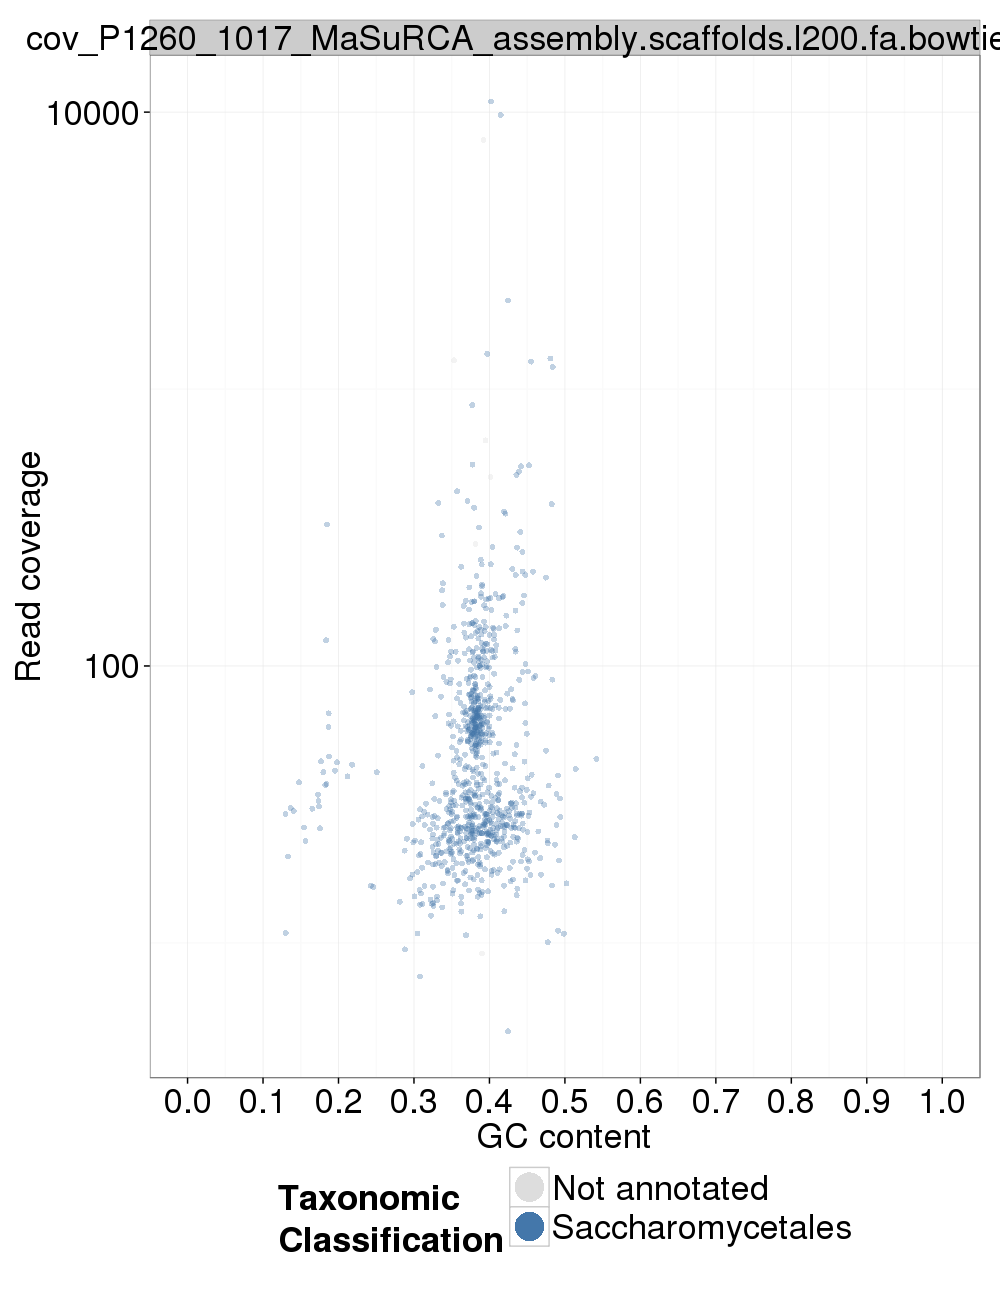 cov_P1260_1017_MaSuRCA_assembly.scaffolds.l200.fa.bowtie
10000
100
Read coverage
0.0 0.1 0.2 0.3 0.4 0.5 0.6 0.7 0.8 0.9 1.0
GC content
Taxonomic
Classification
Not annotated
Saccharomycetales